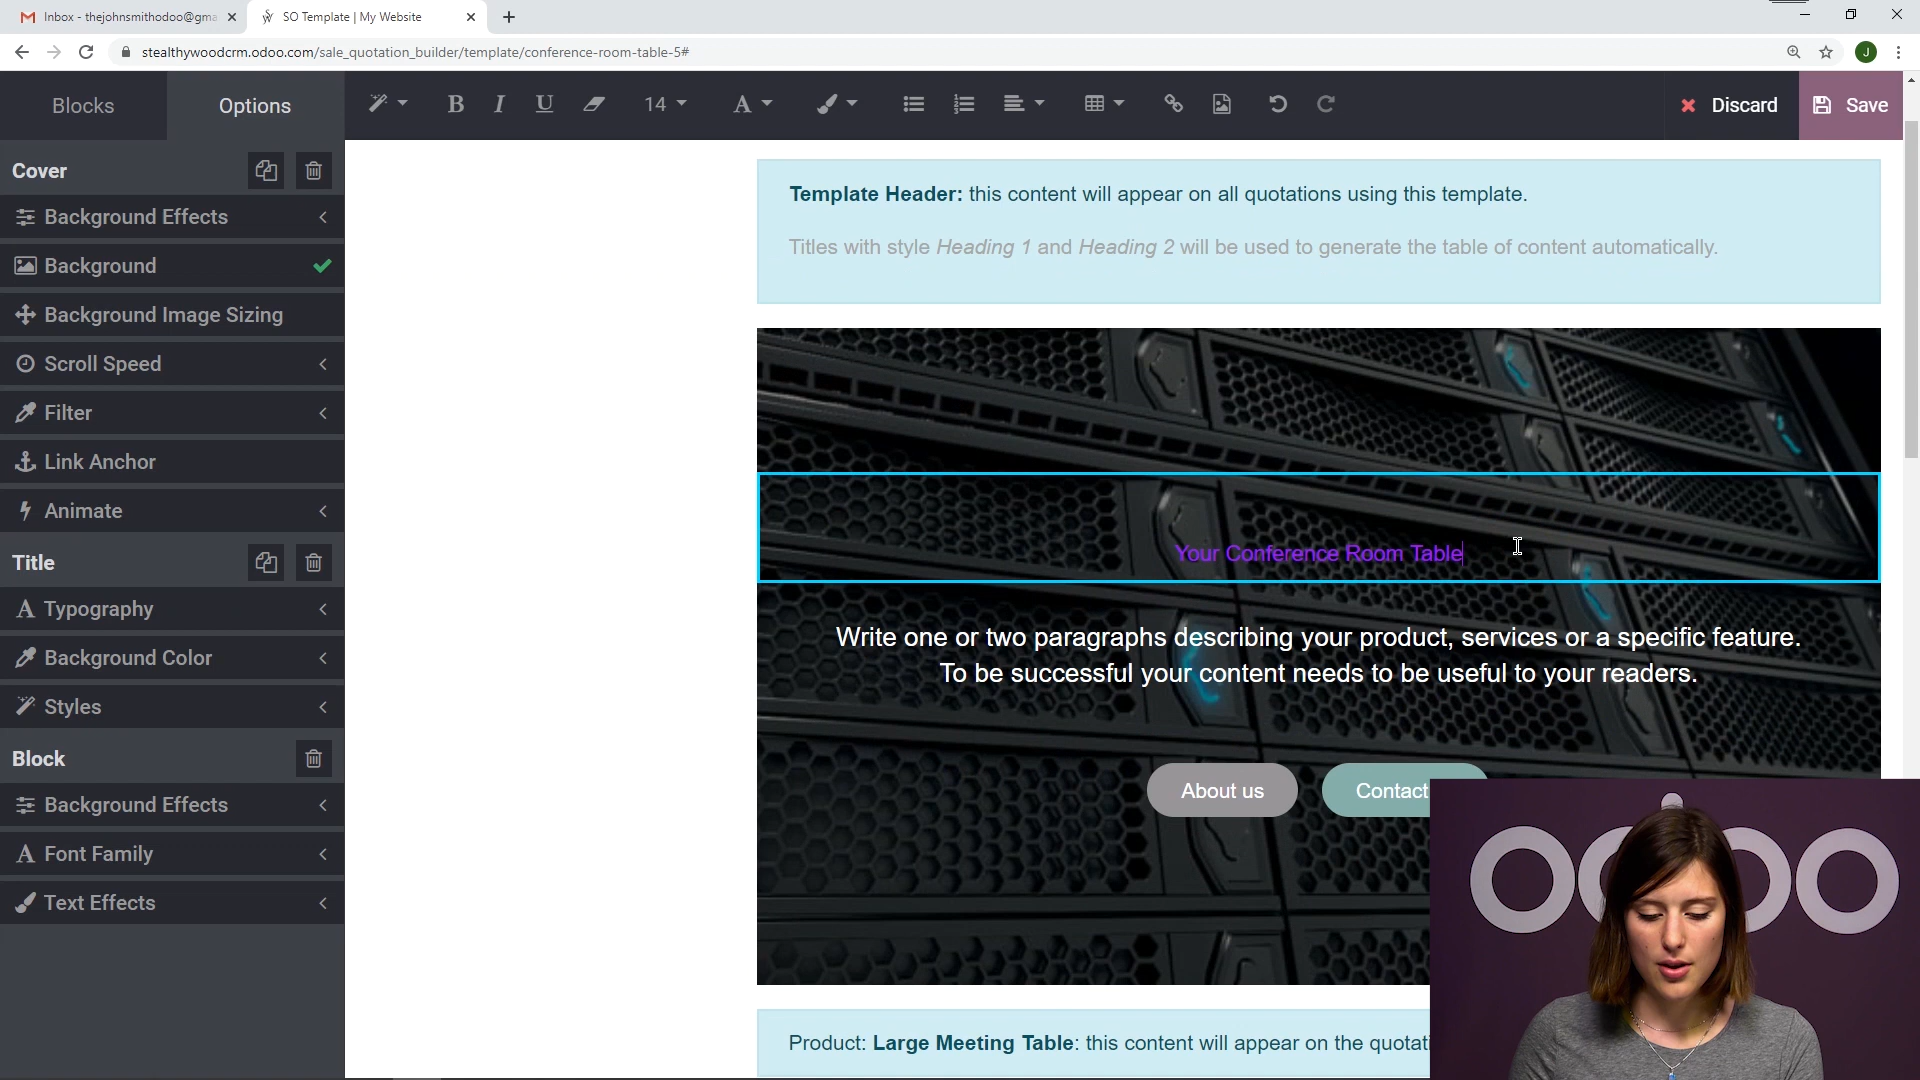 Inbox - thejohnsmithodoo@gma
SO Template | My Website
stealthywoodcrm.odoo.com/sale_quotation_builder/template/conference-room-table-5#
J
Blocks
Options
B I U
14
A
Discard
Save
Cover
Background Effects
Background
Background Image Sizing
Scroll Speed
Filter
Link Anchor
Animate
Title
Typography
Background Color
Styles
Block
Background Effects
Font Family
Text Effects
Template Header: this content will appear on all quotations using this template.
Titles with style Heading 1 and Heading 2 will be used to generate the table of content automatically.
Your Conference Room Table
Write one or two paragraphs describing your product, services or a specific feature.
To be successful your content needs to be useful to your readers.
About us
Contact
Product: Large Meeting Table: this content will appear on the quotati
odoo